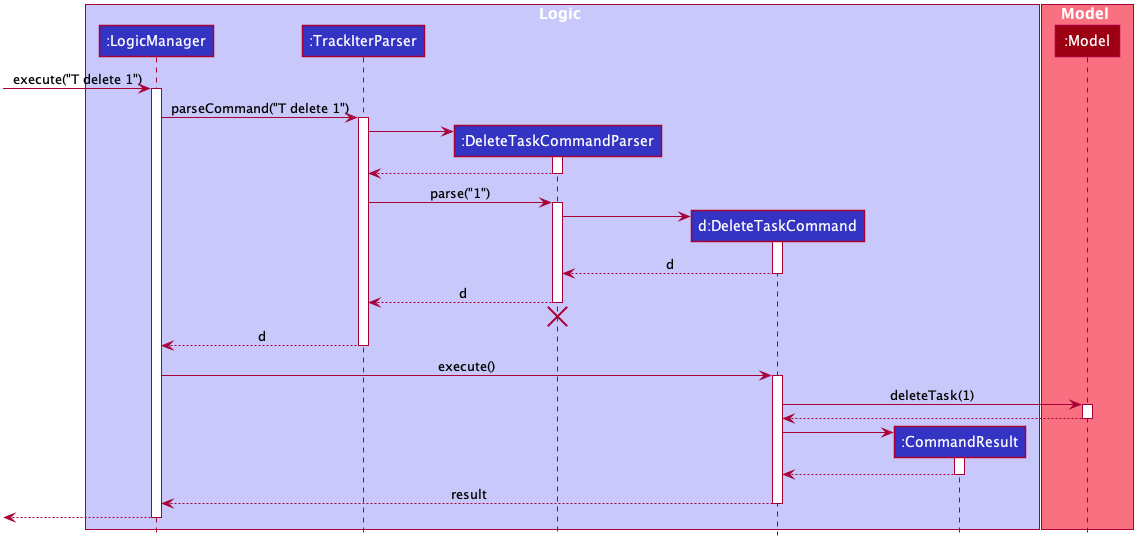 Logic
Model
:LogicManager
:TrackIterParser
:Model
execute("T delete 1")
parseCommand("T delete 1")
:DeleteTaskCommandParser
parse("1")
d:DeleteTaskCommand
d
d
d
execute()
deleteTask(1)
:CommandResult
result